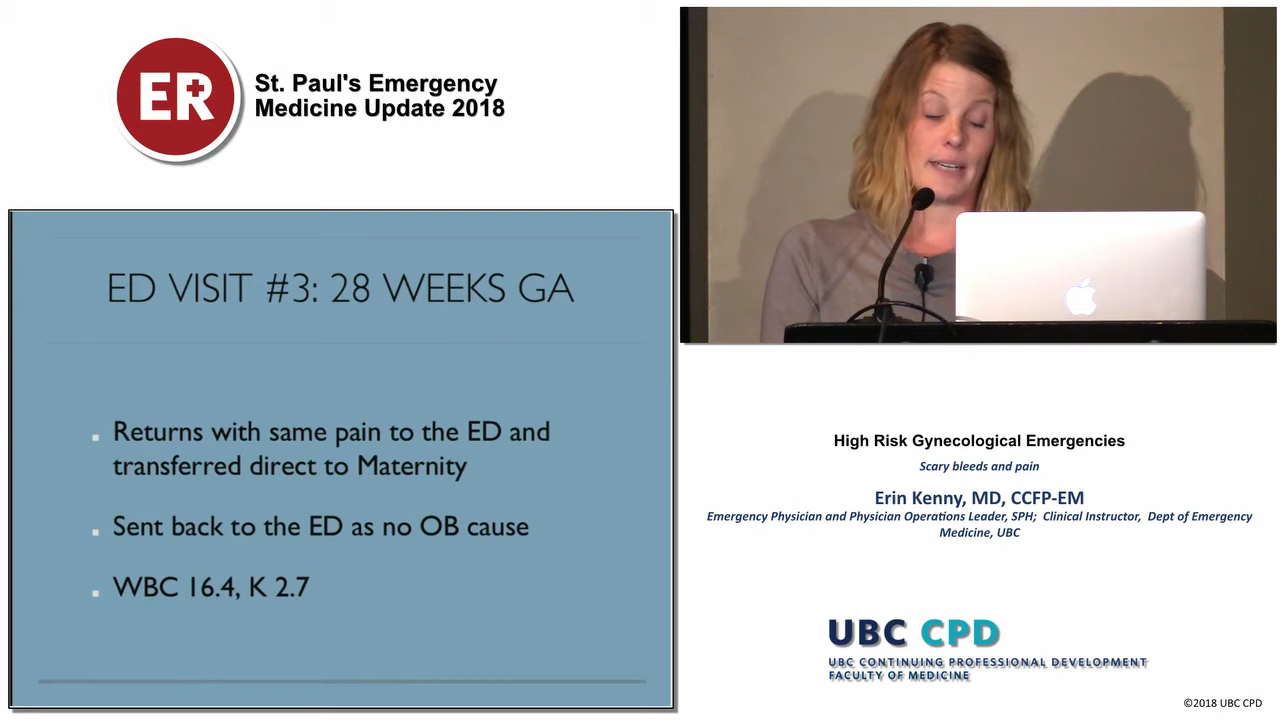 ER
St. Paul's Emergency
Medicine Update 2018
ED VISIT #3: 28 WEEKS GA
Returns with same pain to the ED and
transferred direct to Maternity
Sent back to the ED as no OB cause
WBC 16.4, K 2.7
High Risk Gynecological Emergencies
Scary bleeds and pain
Erin Kenny, MD, CCFP-EM
Emergency Physician and Physician Operations Leader, SPH; Clinical Instructor, Dept of Emergency
Medicine, UBC
UBC CPD
UBC CONTINUING PROFESSIONAL DEVELOPMENT
FACULTY OF MEDICINE
©2018 UBC CPD